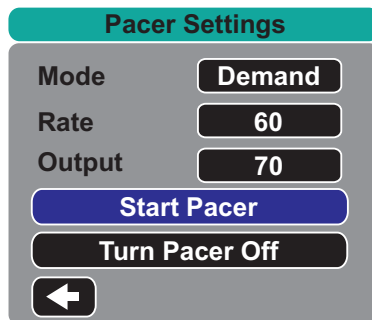 Pacer Settings
Mode Demand
Rate 60
Output 70
Start Pacer
Turn Pacer Off